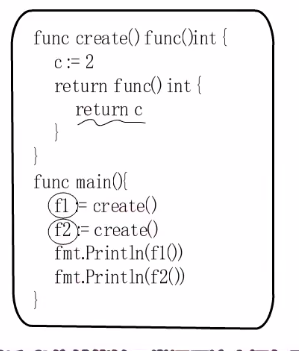 func create() func()int {
c := 2
return func() int {
return c
}
}
func main(){
f1 := create()
f2 := create()
fmt.Println(f1())
fmt.Println(f2())
}